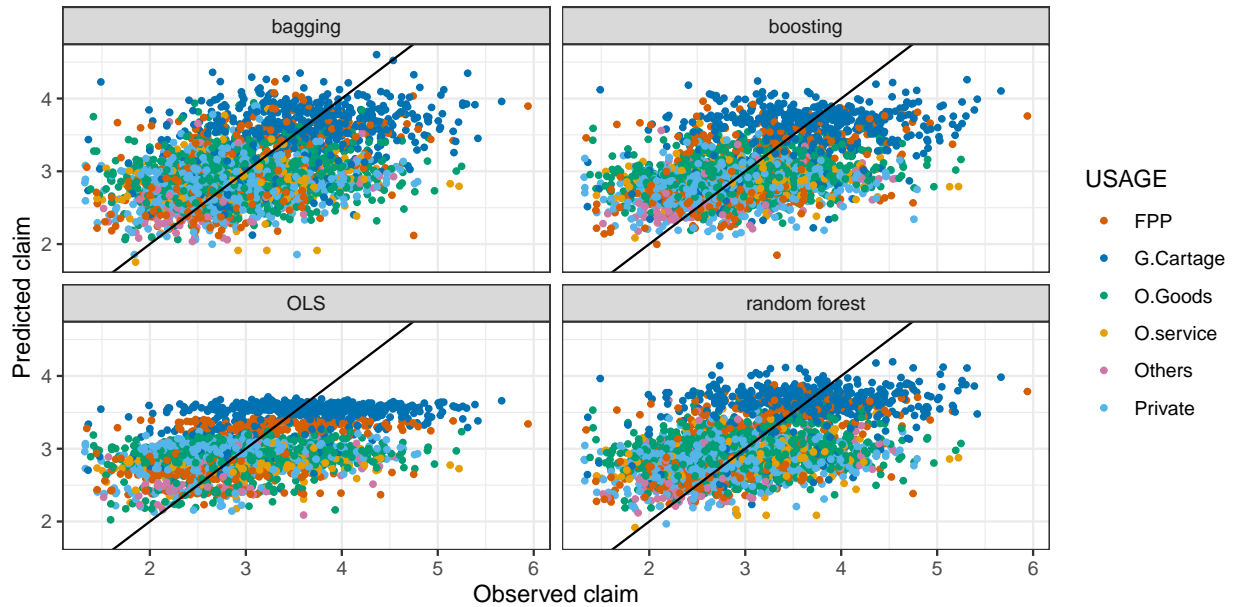 bagging
boosting
4
3
2
OLS
random forest
4
3
2
2
3
4
5
6
2
3
4
5
6
Predicted claim
Observed claim
USAGE
FPP
G.Cartage
O.Goods
O.service
Others
Private